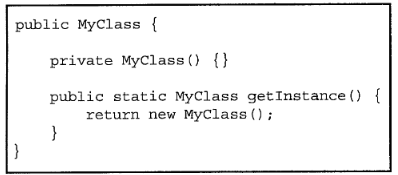 public MyClass {
private MyClass() {}
public static MyClass getInstance() {
return new MyClass();
}
}